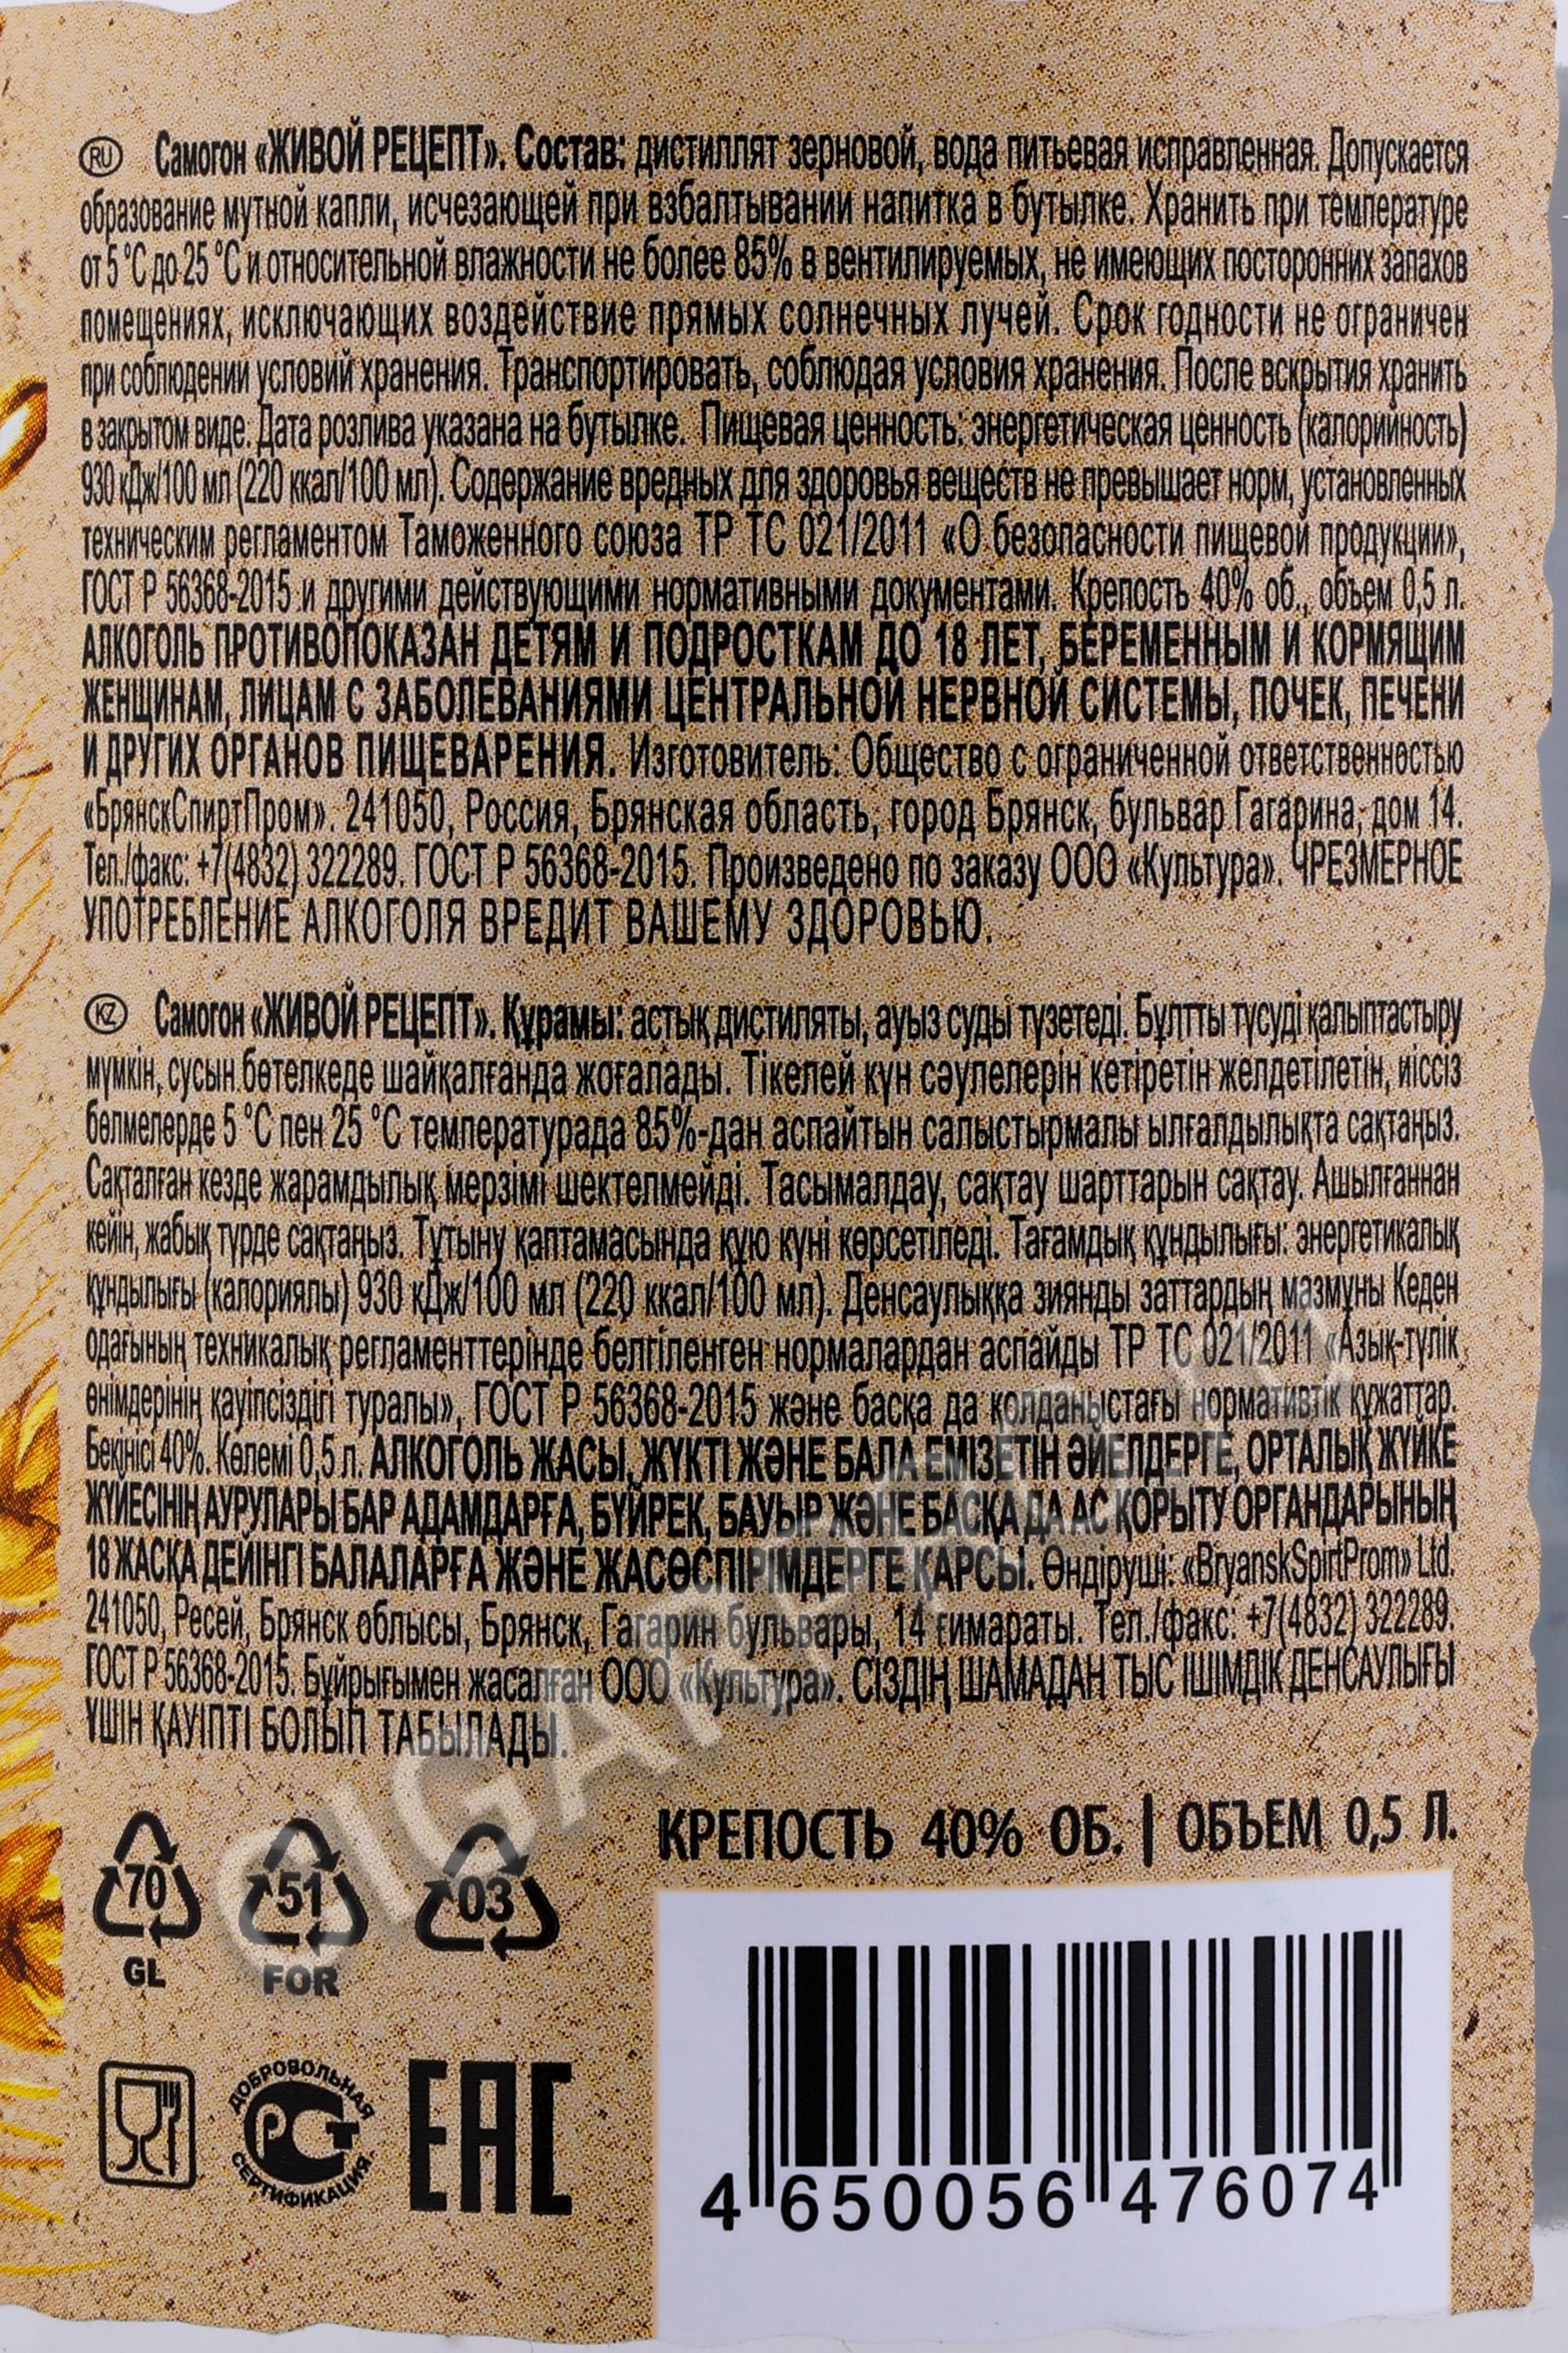 RU Самогон «ЖИВОЙ РЕЦЕПТ». Состав: дистиллят зерновой, вода питьевая исправленная. Допускается
образование мутной капли, исчезающей при взбалтывании напитка в бутылке. Хранить при температуре
от 5 °С до 25 °С и относительной влажности не более 85% в вентилируемых, не имеющих посторонних запахов
помещениях, исключающих воздействие прямых солнечных лучей. Срок годности не ограничен
при соблюдении условий хранения. Транспортировать, соблюдая условия хранения. После вскрытия хранить
в закрытом виде. Дата розлива указана на бутылке. Пищевая ценность: энергетическая ценность (калорийность)
930 кДж/100 мл (220 ккал/100 мл). Содержание вредных для здоровья веществ не превышает норм, установленных
техническим регламентом Таможенного союза ТР ТС 021/2011 «О безопасности пищевой продукции»,
ГОСТ Р 56368-2015 и другими действующими нормативными документами. Крепость 40% об., объем 0,5 л.
АЛКОГОЛЬ ПРОТИВОПОКАЗАН ДЕТЯМ И ПОДРОСТКАМ ДО 18 ЛЕТ, БЕРЕМЕННЫМ И КОРМЯЩИМ
ЖЕНЩИНАМ, ЛИЦАМ С ЗАБОЛЕВАНИЯМИ ЦЕНТРАЛЬНОЙ НЕРВНОЙ СИСТЕМЫ, ПОЧЕК, ПЕЧЕНИ
И ДРУГИХ ОРГАНОВ ПИЩЕВАРЕНИЯ. Изготовитель: Общество с ограниченной ответственностью
«БрянскСпиртПром». 241050, Россия, Брянская область, город Брянск, бульвар Гагарина, дом 14.
Тел./факс: +7(4832) 322289. ГОСТ Р 56368-2015. Произведено по заказу ООО «Культура». ЧРЕЗМЕРНОЕ
УПОТРЕБЛЕНИЕ АЛКОГОЛЯ ВРЕДИТ ВАШЕМУ ЗДОРОВЬЮ.
KZ Самогон «ЖИВОЙ РЕЦЕПТ». Құрамы: астық дистиляты, ауыз суды түзетеді. Бұлтты түсуді қалыптастыру
мүмкін, сусын бөтелкеде шайқалғанда жоғалады. Тікелей күн сәулелерін кетіретін желдетілетін, иіссіз
бөлмелерде 5 °С пен 25 °С температурада 85%-дан аспайтын салыстырмалы ылғалдылықта сақтаңыз.
Сақталған кезде жарамдылық мерзімі шектелмейді. Тасымалдау, сақтау шарттарын сақтау. Ашылғаннан
кейін, жабық түрде сақтаңыз. Тұтыну қаптамасында құю күні көрсетіледі. Тағамдық құндылығы: энергетикалық
құндылығы (калориялы) 930 кДж/100 мл (220 ккал/100 мл). Денсаулыққа зиянды заттардың мазмұны Кеден
одағының техникалық регламенттерінде белгіленген нормалардан аспайды ТР ТС 021/2011 «Азық-түлік
өнімдерінің қауіпсіздігі туралы», ГОСТ Р 56368-2015 және басқа да қолданыстағы нормативтік құжаттар.
Бекінісі 40%. Көлемі 0,5 л. АЛКОГОЛЬ ЖАСЫ, ЖҮКТІ ЖӘНЕ БАЛА ЕМІЗЕТІН ӘЙЕЛДЕРГЕ, ОРТАЛЫҚ ЖҮЙКЕ
ЖҮЙЕСІНІҢ АУРУЛАРЫ БАР АДАМДАРҒА, БҮЙРЕК, БАУЫР ЖӘНЕ БАСҚА ДА АС ҚОРЫТУ ОРГАНДАРЫНЫҢ
18 ЖАСҚА ДЕЙІНГІ БАЛАЛАРҒА ЖӘНЕ ЖАСӨСПІРІМДЕРГЕ ҚАРСЫ. Өндіруші: «BryanskSpirtProm» Ltd.
241050, Ресей, Брянск облысы, Брянск, Гагарин бульвары, 14 ғимараты. Тел./факс: +7(4832) 322289.
ГОСТ Р 56368-2015. Бұйрығымен жасалған ООО «Культура». СІЗДІҢ ШАМАДАН ТЫС ІШІМДІК ДЕНСАУЛЫҒЫ
ҮШІН ҚАУІПТІ БОЛЫП ТАБЫЛАДЫ.
КРЕПОСТЬ 40% ОБ. | ОБЪЕМ 0,5 Л.
70 51 03
GL FOR
ДОБРОВОЛЬНАЯ
РСТ
СЕРТИФИКАЦИЯ
EAC
4 650056 476074